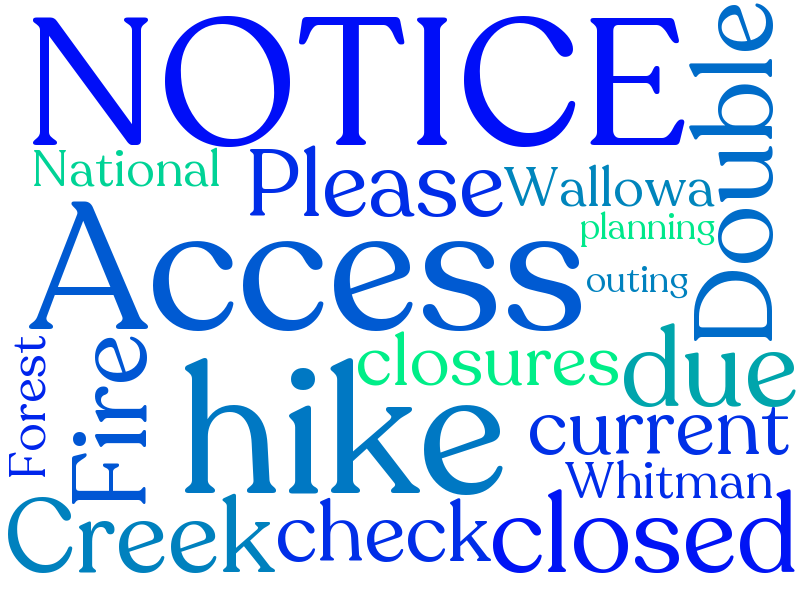 NOTICE
Double
National
Please
Wallowa
planning
Access
outing
Forest
Fire
closures
due
hike
current
Whitman
Creek
check
closed